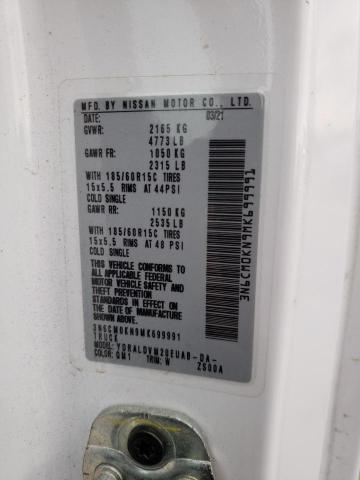 MFD. BY NISSAN MOTOR CO., LTD.
DATE: 03/21
GVWR: 2165 KG
4773 LB
GAWR FR: 1050 KG
2315 LB
WITH 185/60R15C TIRES
15x5.5 RIMS AT 44PSI
COLD SINGLE
GAWR RR: 1150 KG
2535 LB
WITH 185/60R15C TIRES
15x5.5 RIMS AT 48 PSI
COLD SINGLE
THIS VEHICLE CONFORMS TO ALL
APPLICABLE FEDERAL MOTOR
VEHICLE SAFETY STANDARDS
IN EFFECT ON THE DATE OF
MANUFACTURE SHOWN ABOVE.
3N6CM0KN9MK699991
TRUCK
COLOR: QM1 TRIM: W ZS00A
3N6CM0KN9MK699991